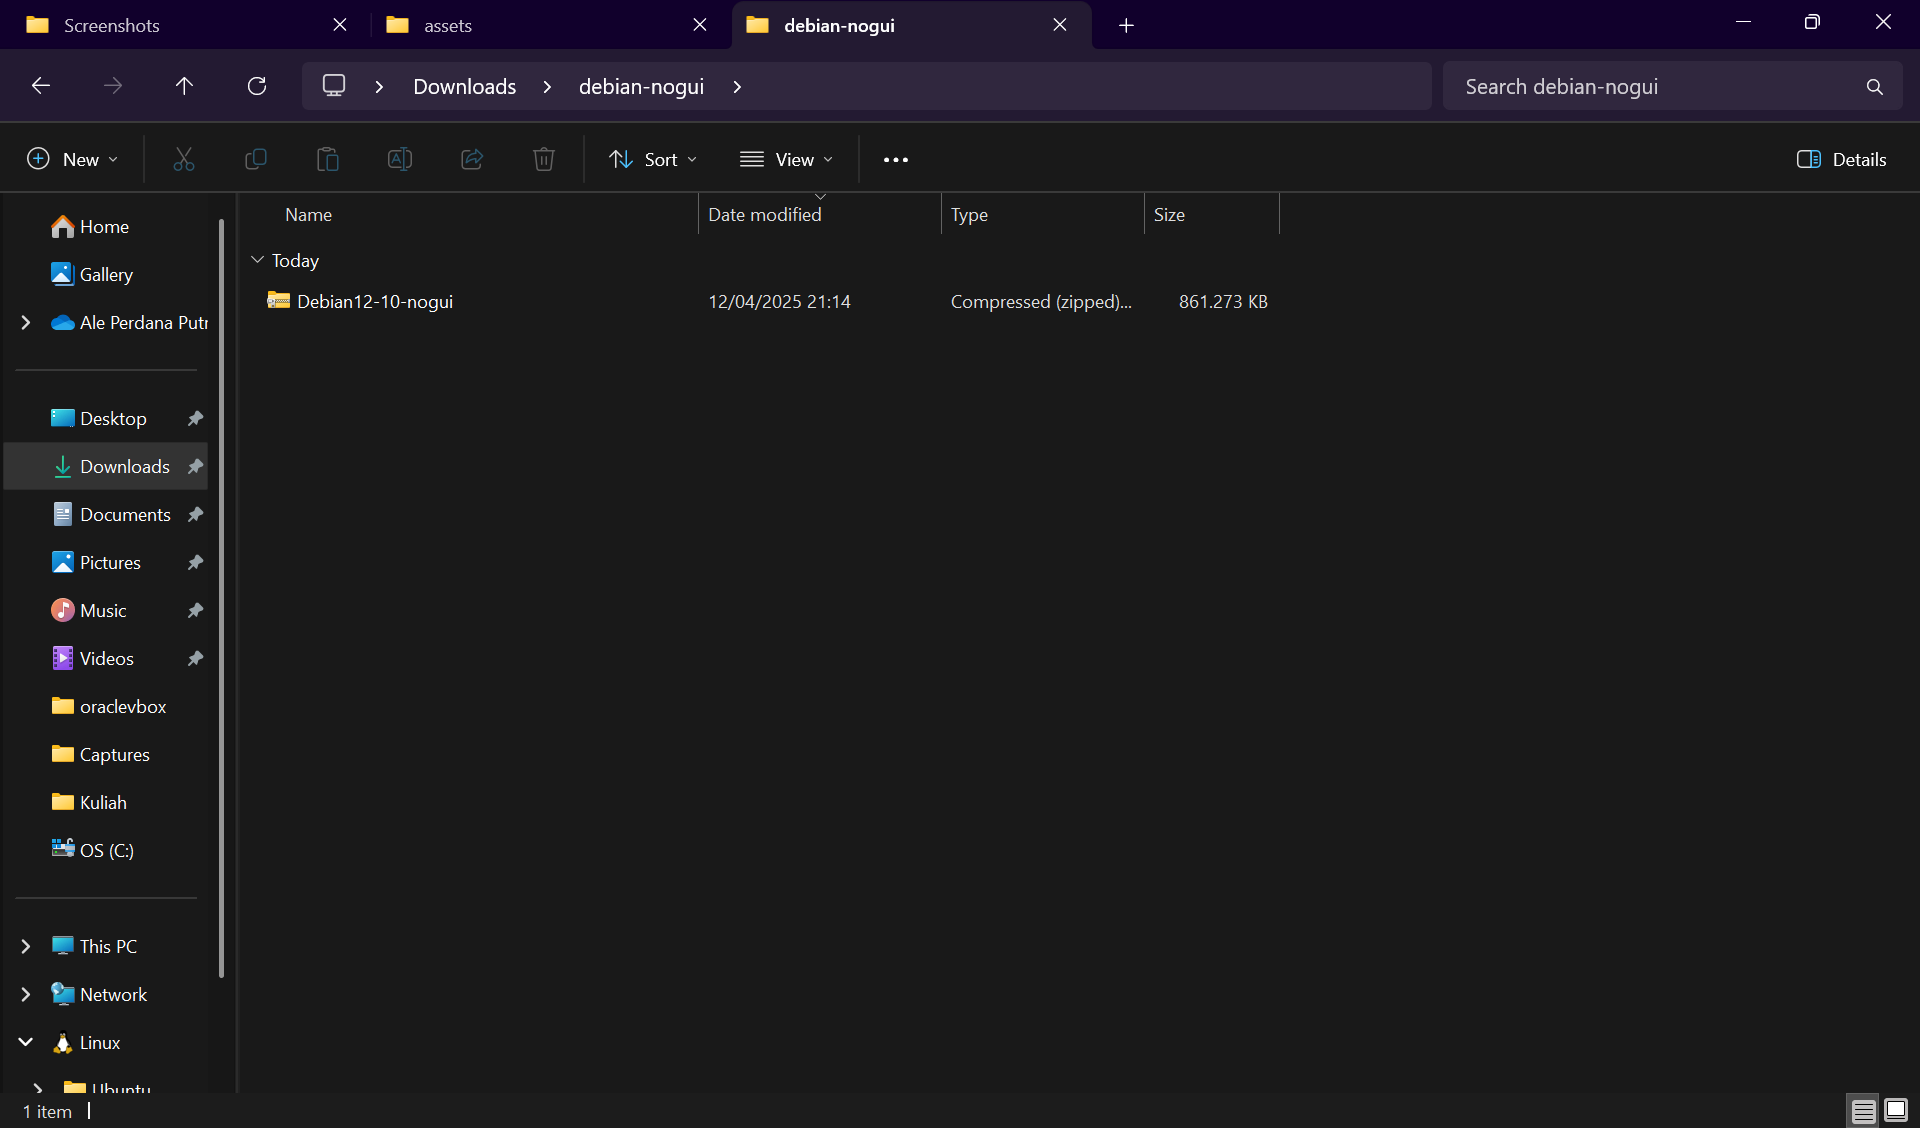 Screenshots
assets
debian-nogui
Downloads
debian-nogui
Search debian-nogui
New
Sort
View
Details
Name
Date modified
Type
Size
Today
Debian12-10-nogui
12/04/2025 21:14
Compressed (zipped)...
861.273 KB
Home
Gallery
Ale Perdana Putr
Desktop
Downloads
Documents
Pictures
Music
Videos
oraclevbox
Captures
Kuliah
OS (C:)
This PC
Network
Linux
Ubuntu
1 item